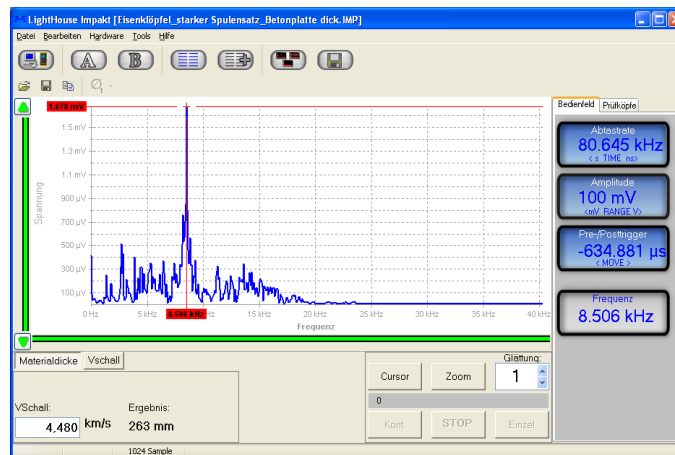 LightHouse Impakt [Eisenklöpfel_starker Spulensatz_Betonplatte dick.IMP]
Datei Bearbeiten Hardware Tools Hilfe
A B
1.678 mV
1.5 mV
1.3 mV
1.1 mV
900 µV
700 µV
500 µV
300 µV
100 µV
Spannung
0 Hz 5 kHz 8.506 kHz 15 kHz 20 kHz 25 kHz 30 kHz 35 kHz 40 kHz
Frequenz
Bedienfeld Prüfköpfe
Abtastrate
80.645 kHz
< s TIME ns>
Amplitude
100 mV
<mV RANGE V>
Pre-/Posttrigger
-634.881 µs
< MOVE >
Frequenz
8.506 kHz
Materialdicke Vschall
VSchall: Ergebnis:
4,480 km/s 263 mm
Glättung:
Cursor Zoom 1
0
Kont. STOP Einzel
1024 Sample